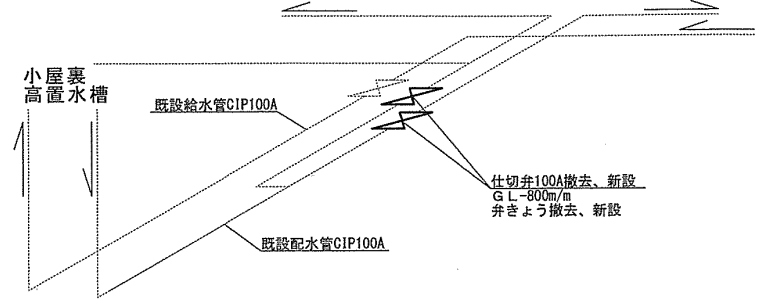 小屋裏
高置水槽
既設給水管CIP100A
仕切弁100A撤去、新設
ＧＬ-800m/m
弁きょう撤去、新設
既設配水管CIP100A